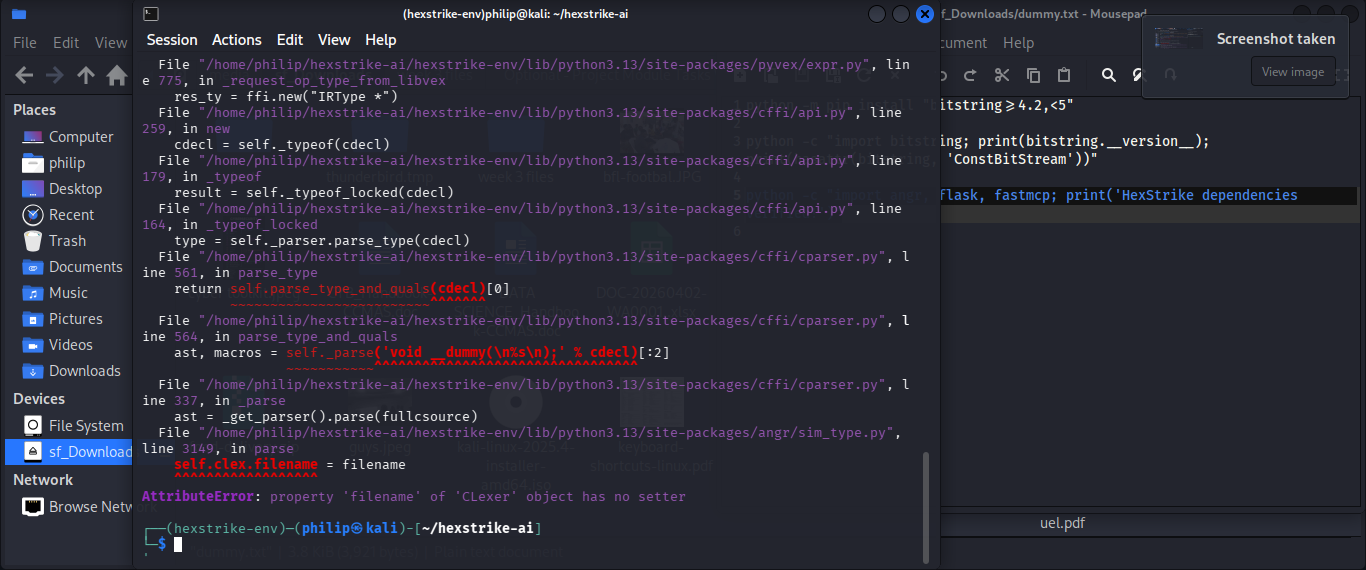 (hexstrike-env)philip@kali: ~/hexstrike-ai
sf_Downloads/dummy.txt - Mousepad
File Edit View
Session Actions Edit View Help
cument Help
Screenshot taken
View image
Places
Computer
philip
Desktop
Recent
Trash
Documents
Music
Pictures
Videos
Downloads
Devices
File System
sf_Download
Network
Browse Netw
File "/home/philip/hexstrike-ai/hexstrike-env/lib/python3.13/site-packages/pyvex/expr.py", lin
e 775, in _request_op_type_from_libvex
res_ty = ffi.new("IRType *")
File "/home/philip/hexstrike-ai/hexstrike-env/lib/python3.13/site-packages/cffi/api.py", line
259, in new
cdecl = self._typeof(cdecl)
File "/home/philip/hexstrike-ai/hexstrike-env/lib/python3.13/site-packages/cffi/api.py", line
179, in _typeof
result = self._typeof_locked(cdecl)
File "/home/philip/hexstrike-ai/hexstrike-env/lib/python3.13/site-packages/cffi/api.py", line
164, in _typeof_locked
type = self._parser.parse_type(cdecl)
File "/home/philip/hexstrike-ai/hexstrike-env/lib/python3.13/site-packages/cffi/cparser.py", l
ine 561, in parse_type
return self.parse_type_and_quals(cdecl)[0]
~~~~~~~~~~~~~~~~~~~~~~~~~^^^^^^^
File "/home/philip/hexstrike-ai/hexstrike-env/lib/python3.13/site-packages/cffi/cparser.py", l
ine 564, in parse_type_and_quals
ast, macros = self._parse('void __dummy(\n%s\n);' % cdecl)[:2]
~~~~~~~~~~~^^^^^^^^^^^^^^^^^^^^^^^^^^^^^^^^^
File "/home/philip/hexstrike-ai/hexstrike-env/lib/python3.13/site-packages/cffi/cparser.py", l
ine 337, in _parse
ast = _get_parser().parse(fullcsource)
File "/home/philip/hexstrike-ai/hexstrike-env/lib/python3.13/site-packages/angr/sim_type.py",
line 3149, in parse
self.clex.filename = filename
^^^^^^^^^^^^^^^^^^
AttributeError: property 'filename' of 'CLexer' object has no setter
┌──(hexstrike-env)─(philip㉿kali)-[~/hexstrike-ai]
└─$
bitstring≥4.2,<5"
ing; print(bitstring.__version__);
'ConstBitStream'))"
flask, fastmcp; print('HexStrike dependencies
uel.pdf